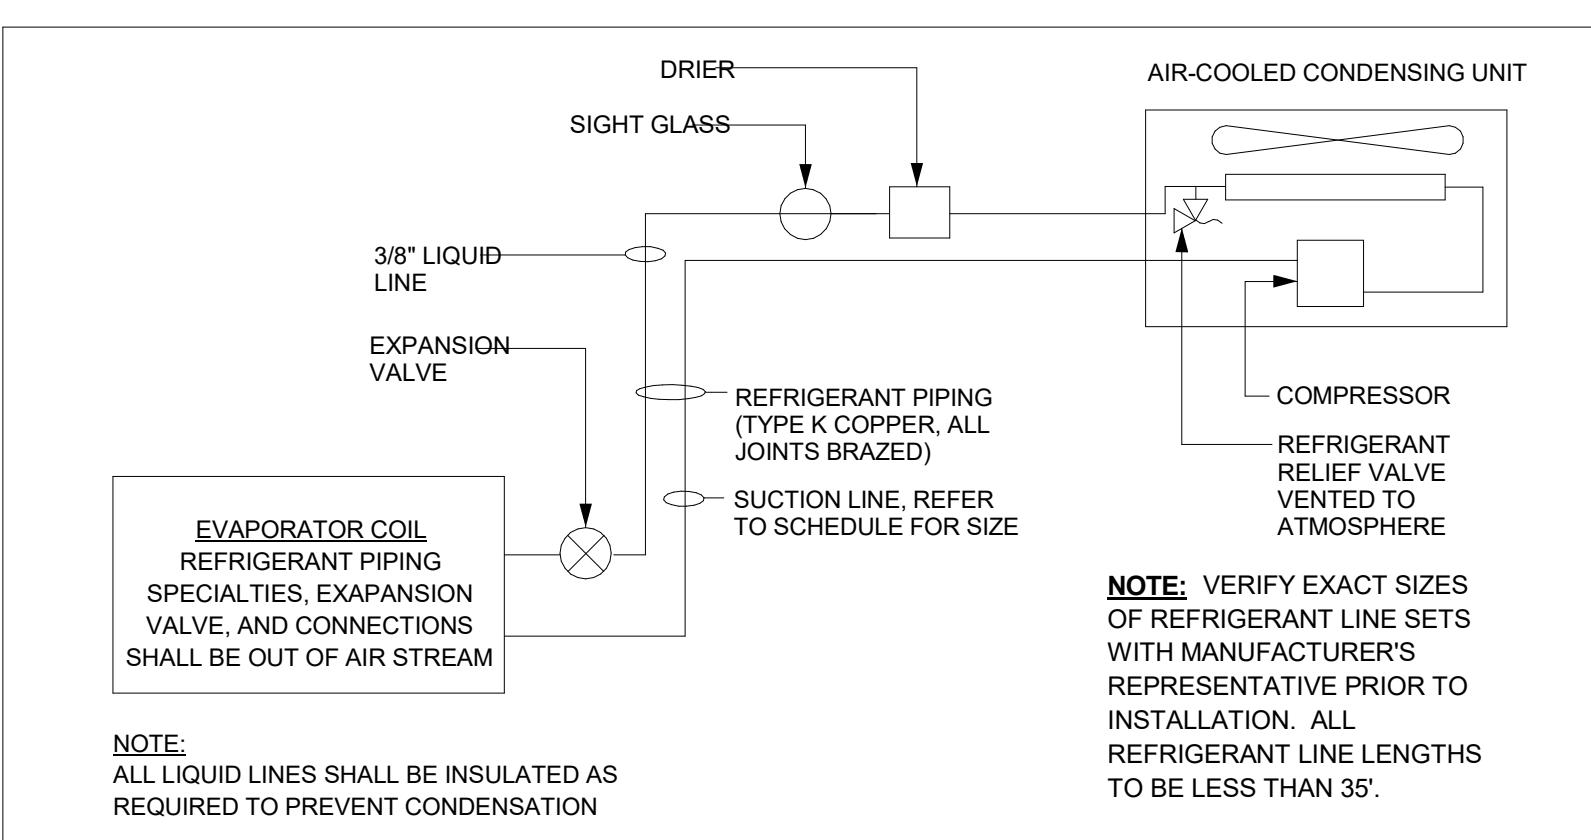 DRIER
AIR-COOLED CONDENSING UNIT
SIGHT GLASS
3/8" LIQUID
LINE
EXPANSION
VALVE
REFRIGERANT PIPING
(TYPE K COPPER, ALL
JOINTS BRAZED)
COMPRESSOR
REFRIGERANT
RELIEF VALVE
VENTED TO
ATMOSPHERE
SUCTION LINE, REFER
TO SCHEDULE FOR SIZE
EVAPORATOR COIL
REFRIGERANT PIPING
SPECIALTIES, EXAPANSION
VALVE, AND CONNECTIONS
SHALL BE OUT OF AIR STREAM
NOTE: VERIFY EXACT SIZES
OF REFRIGERANT LINE SETS
WITH MANUFACTURER'S
REPRESENTATIVE PRIOR TO
INSTALLATION. ALL
REFRIGERANT LINE LENGTHS
TO BE LESS THAN 35'.
NOTE:
ALL LIQUID LINES SHALL BE INSULATED AS
REQUIRED TO PREVENT CONDENSATION